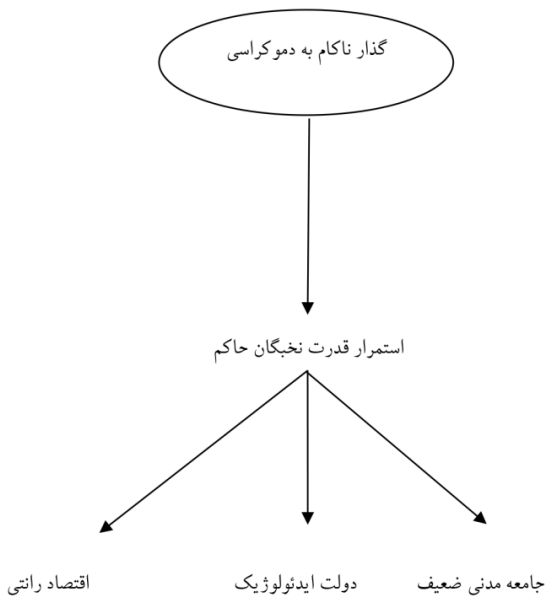 گذار ناکام به دموکراسی
استمرار قدرت نخبگان حاکم
جامعه مدنی ضعیف
دولت ایدئولوژیک
اقتصاد رانتی